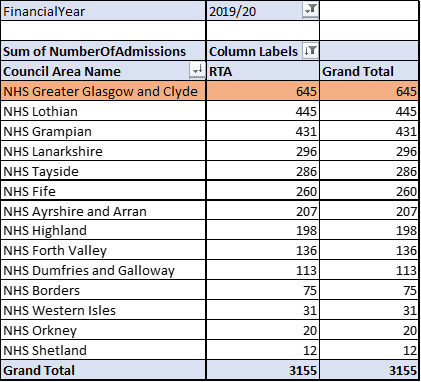 FinancialYear 2019/20
Sum of NumberOfAdmissions Column Labels
Council Area Name RTA Grand Total
NHS Greater Glasgow and Clyde 645 645
NHS Lothian 445 445
NHS Grampian 431 431
NHS Lanarkshire 296 296
NHS Tayside 286 286
NHS Fife 260 260
NHS Ayrshire and Arran 207 207
NHS Highland 198 198
NHS Forth Valley 136 136
NHS Dumfries and Galloway 113 113
NHS Borders 75 75
NHS Western Isles 31 31
NHS Orkney 20 20
NHS Shetland 12 12
Grand Total 3155 3155